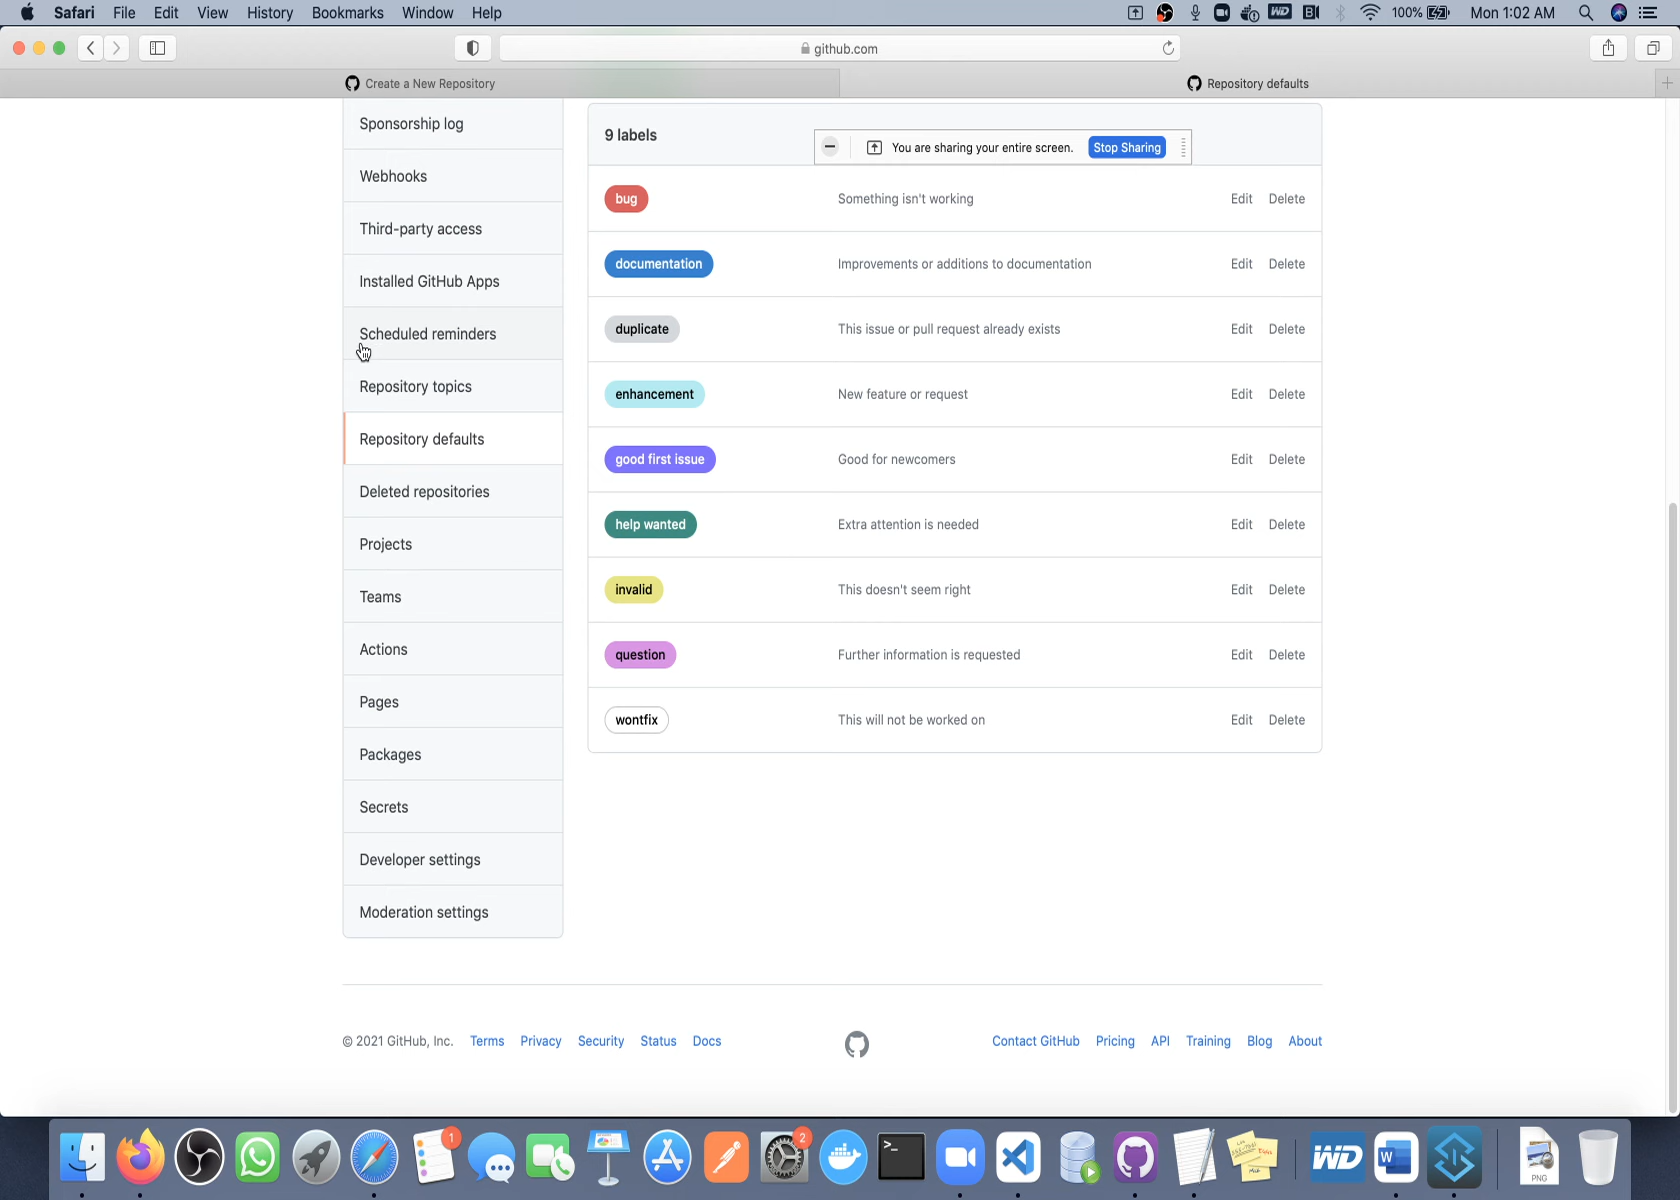 Safari File Edit View History Bookmarks Window Help
WD 100% Mon 1:02 AM
github.com
Create a New Repository
Repository defaults
Sponsorship log
Webhooks
Third-party access
Installed GitHub Apps
Scheduled reminders
Repository topics
Repository defaults
Deleted repositories
Projects
Teams
Actions
Pages
Packages
Secrets
Developer settings
Moderation settings
9 labels
You are sharing your entire screen. Stop Sharing
bug Something isn't working Edit Delete
documentation Improvements or additions to documentation Edit Delete
duplicate This issue or pull request already exists Edit Delete
enhancement New feature or request Edit Delete
good first issue Good for newcomers Edit Delete
help wanted Extra attention is needed Edit Delete
invalid This doesn't seem right Edit Delete
question Further information is requested Edit Delete
wontfix This will not be worked on Edit Delete
© 2021 GitHub, Inc. Terms Privacy Security Status Docs
Contact GitHub Pricing API Training Blog About
1
2
WD
W
PNG